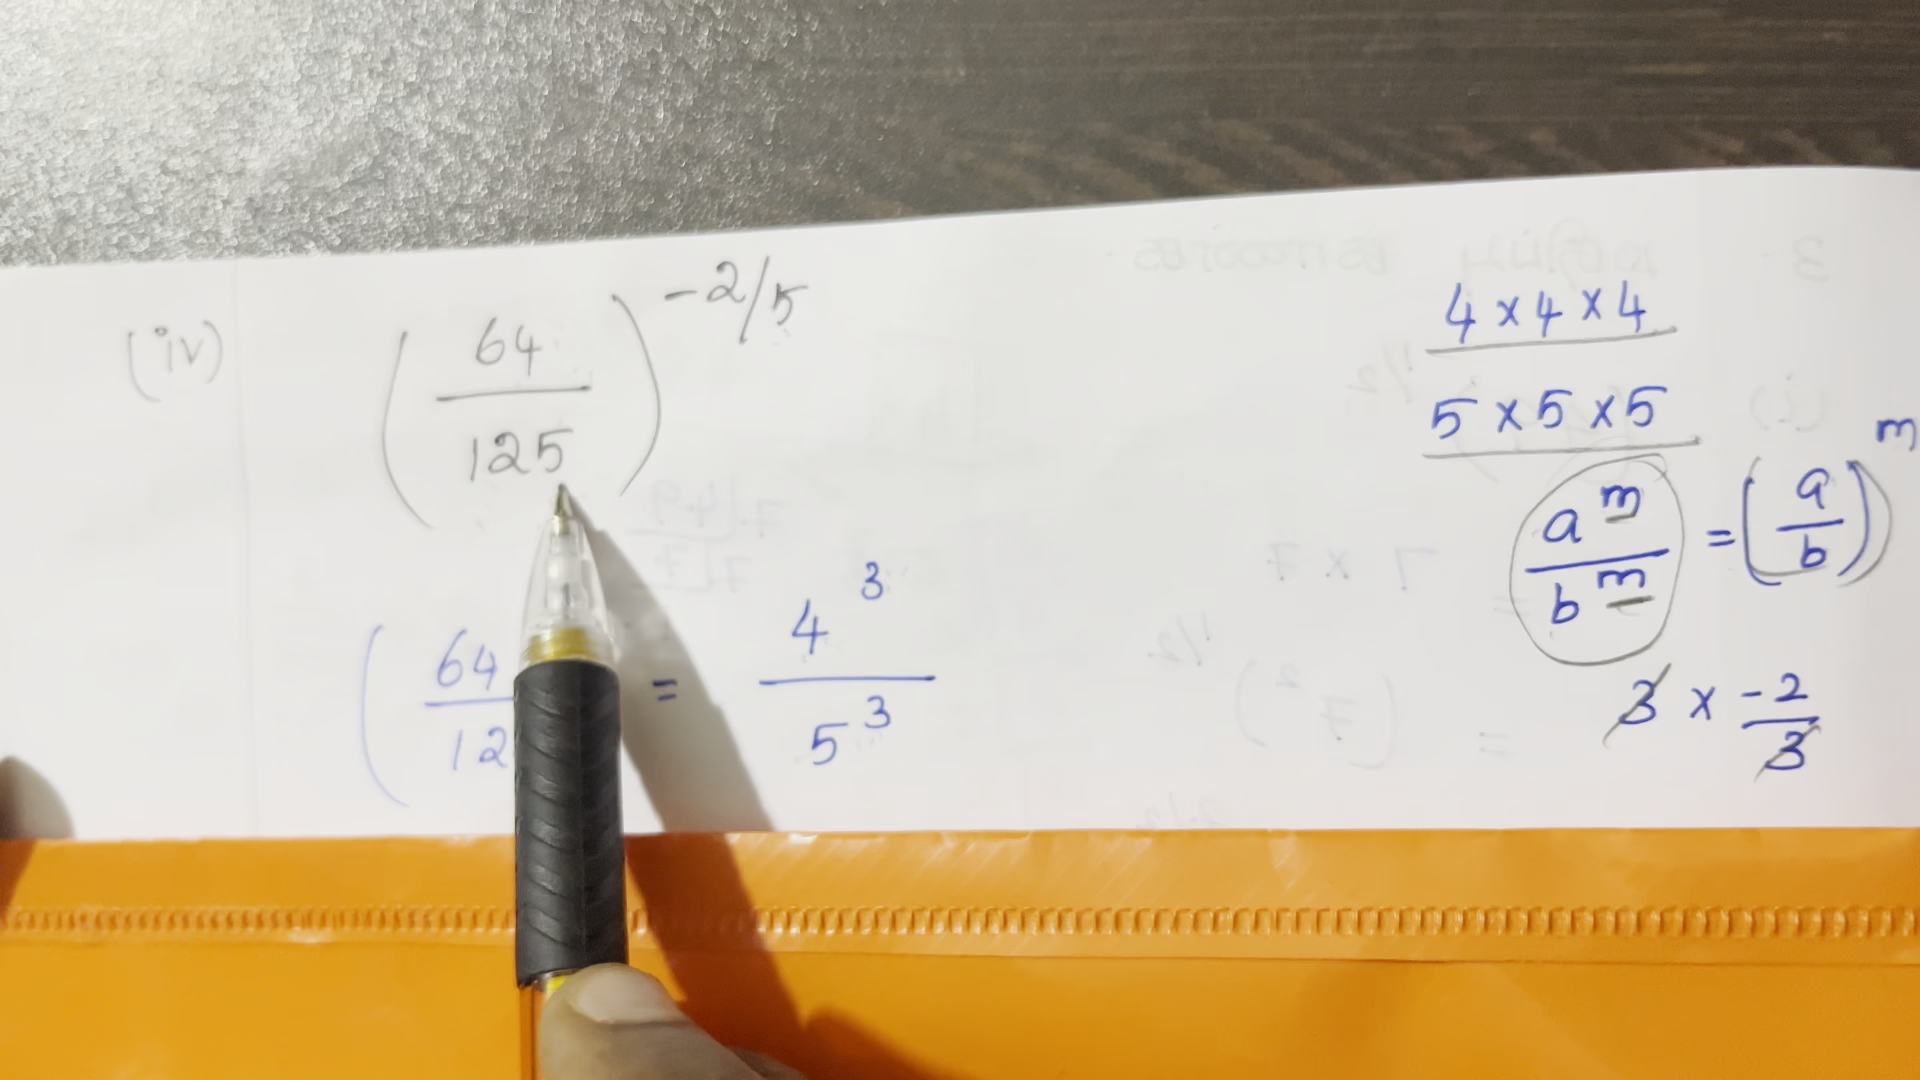 (iv) (64/125)^-2/5
(64/12 = 4^3/5^3
4 × 4 × 4
5 × 5 × 5
a^m/b^m = (a/b)^m
3 × -2/3